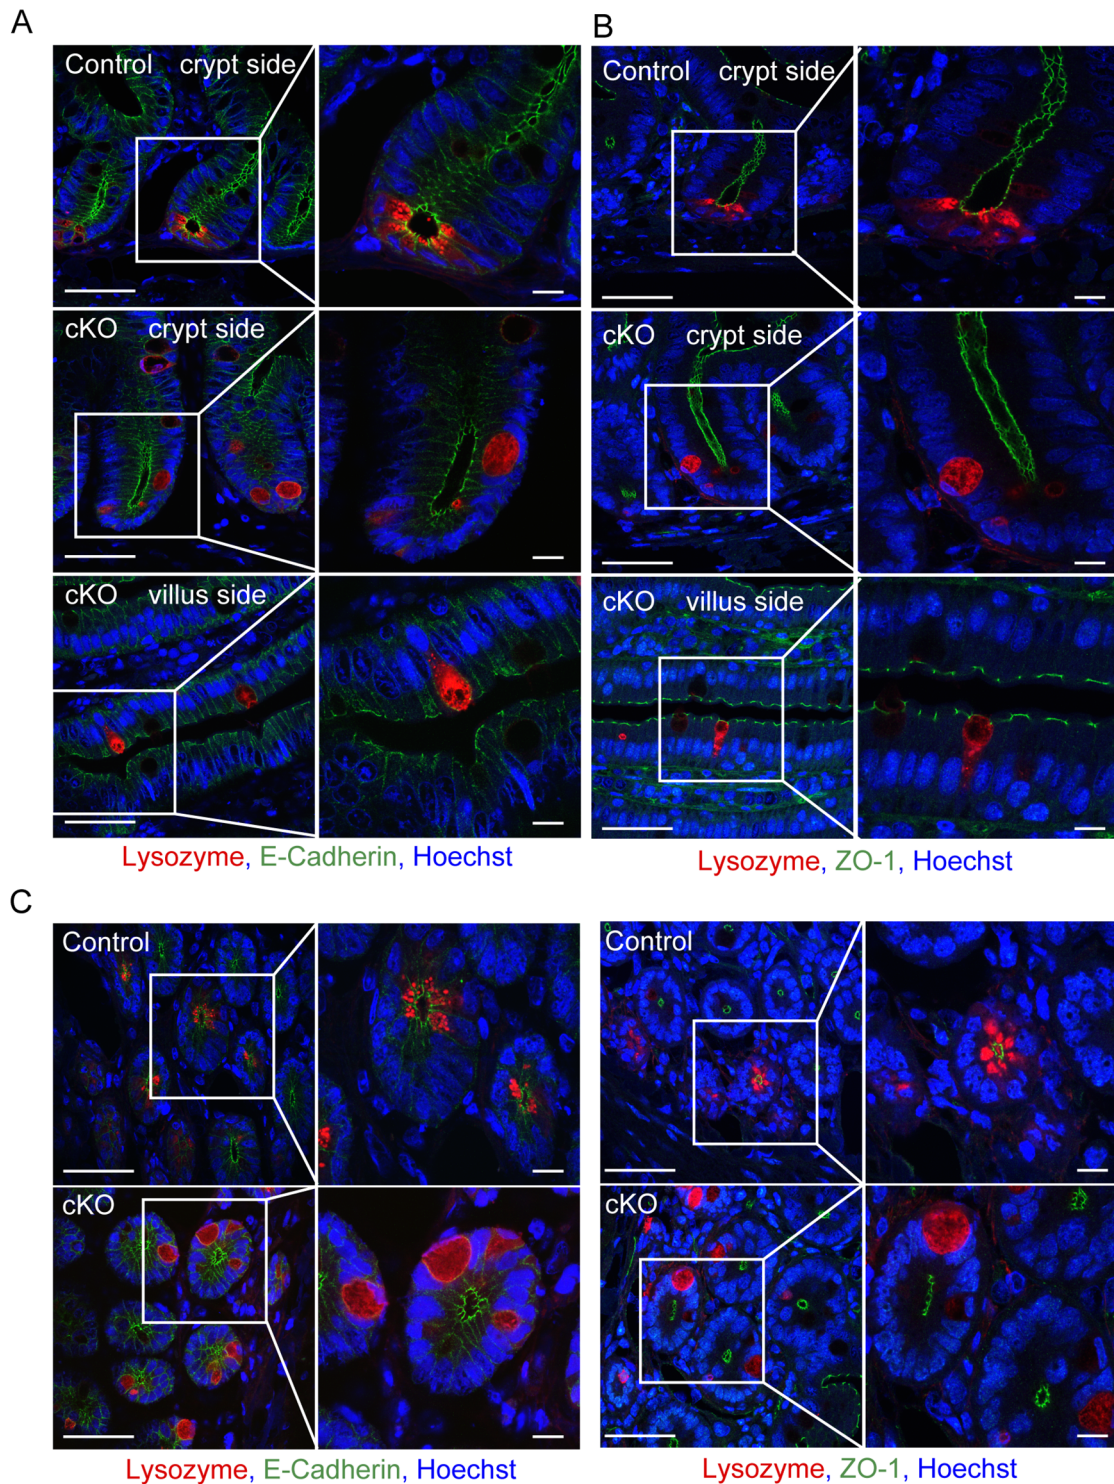 A
B
Control crypt side
Control crypt side
cKO crypt side
cKO crypt side
cKO villus side
cKO villus side
Lysozyme, E-Cadherin, Hoechst
Lysozyme, ZO-1, Hoechst
C
Control
Control
cKO
cKO
Lysozyme, E-Cadherin, Hoechst
Lysozyme, ZO-1, Hoechst